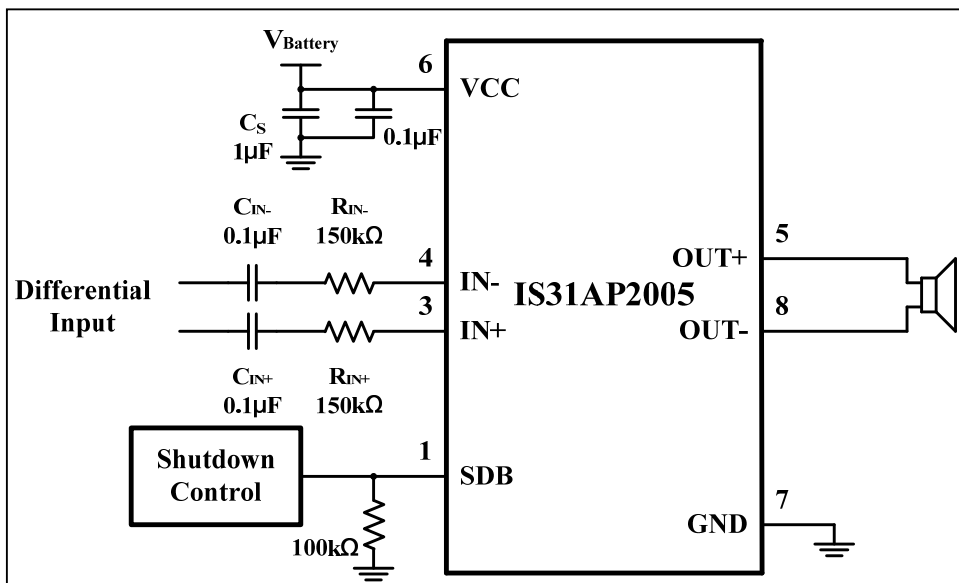 VBattery
6
VCC
CS
1µF
0.1µF
CIN-
0.1µF
RIN-
150kΩ
4
IN-
Differential
Input
3
IN+
CIN+
0.1µF
RIN+
150kΩ
IS31AP2005
5
OUT+
8
OUT-
Shutdown
Control
1
SDB
100kΩ
7
GND